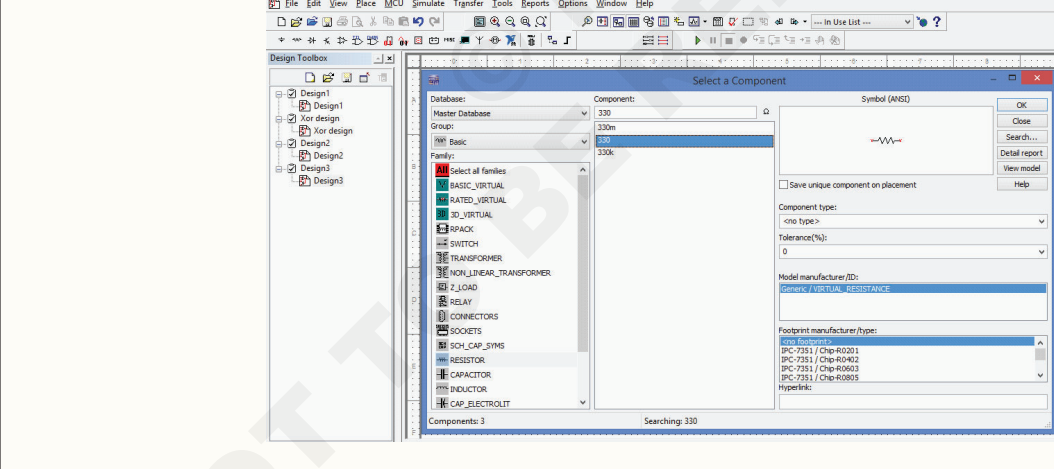 File Edit View Place MCU Simulate Transfer Tools Reports Options Window Help
--- In Use List ---
Design Toolbox
Design1
Design1
Xor design
Xor design
Design2
Design2
Design3
Design3
Select a Component
Database:
Master Database
Group:
Basic
Family:
All Select all families
BASIC_VIRTUAL
RATED_VIRTUAL
3D 3D_VIRTUAL
RPACK
SWITCH
TRANSFORMER
NON_LINEAR_TRANSFORMER
Z_LOAD
RELAY
CONNECTORS
SOCKETS
SCH_CAP_SYMS
RESISTOR
CAPACITOR
INDUCTOR
CAP_ELECTROLIT
Component:
330 Ω
330m
330
330k
Symbol (ANSI)
Save unique component on placement
Component type:
<no type>
Tolerance(%):
0
Model manufacturer/ID:
Generic / VIRTUAL_RESISTANCE
Footprint manufacturer/type:
<no footprint>
IPC-7351 / Chip-R0201
IPC-7351 / Chip-R0402
IPC-7351 / Chip-R0603
IPC-7351 / Chip-R0805
Hyperlink:
OK
Close
Search...
Detail report
View model
Help
Components: 3
Searching: 330